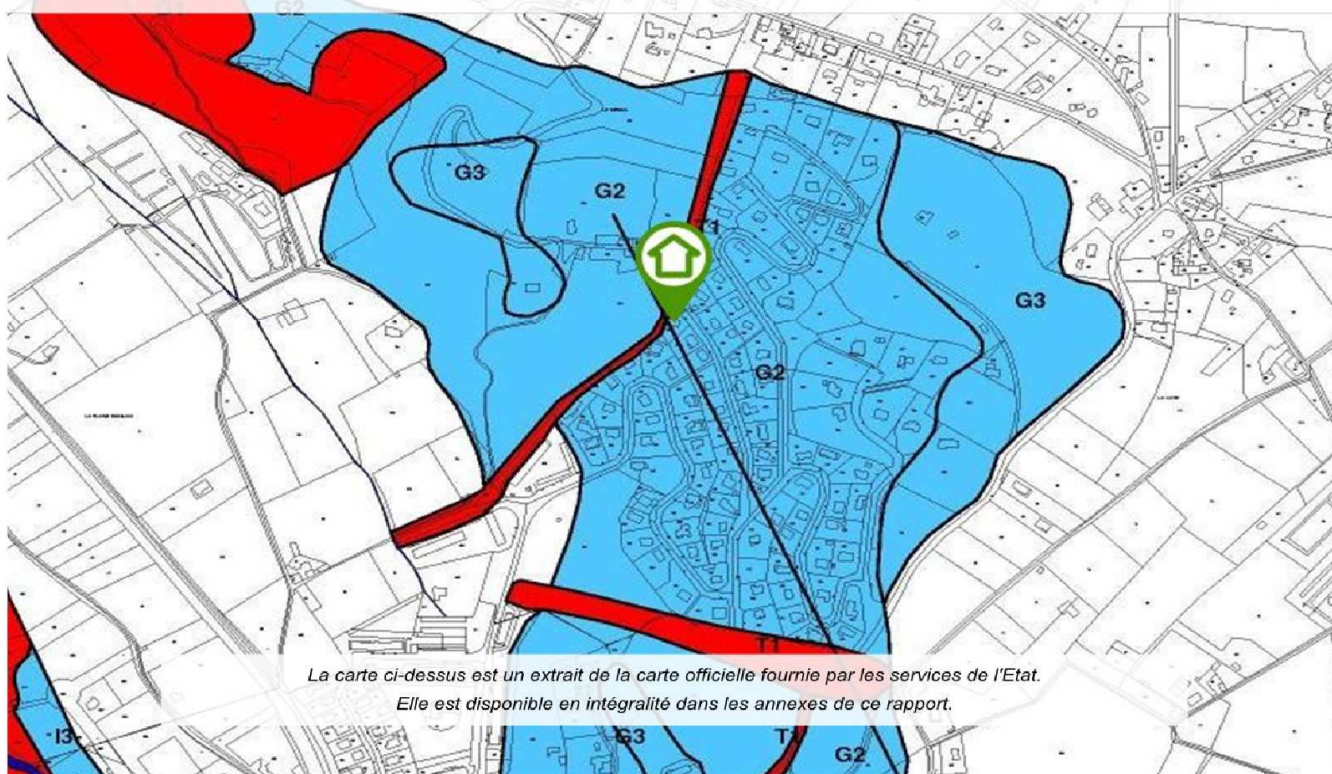 G1
G2
G3
G2
T1
G3
G2
La carte ci-dessus est un extrait de la carte officielle fournie par les services de l'Etat.
Elle est disponible en intégralité dans les annexes de ce rapport.
T1
I3
G3
T1
G2